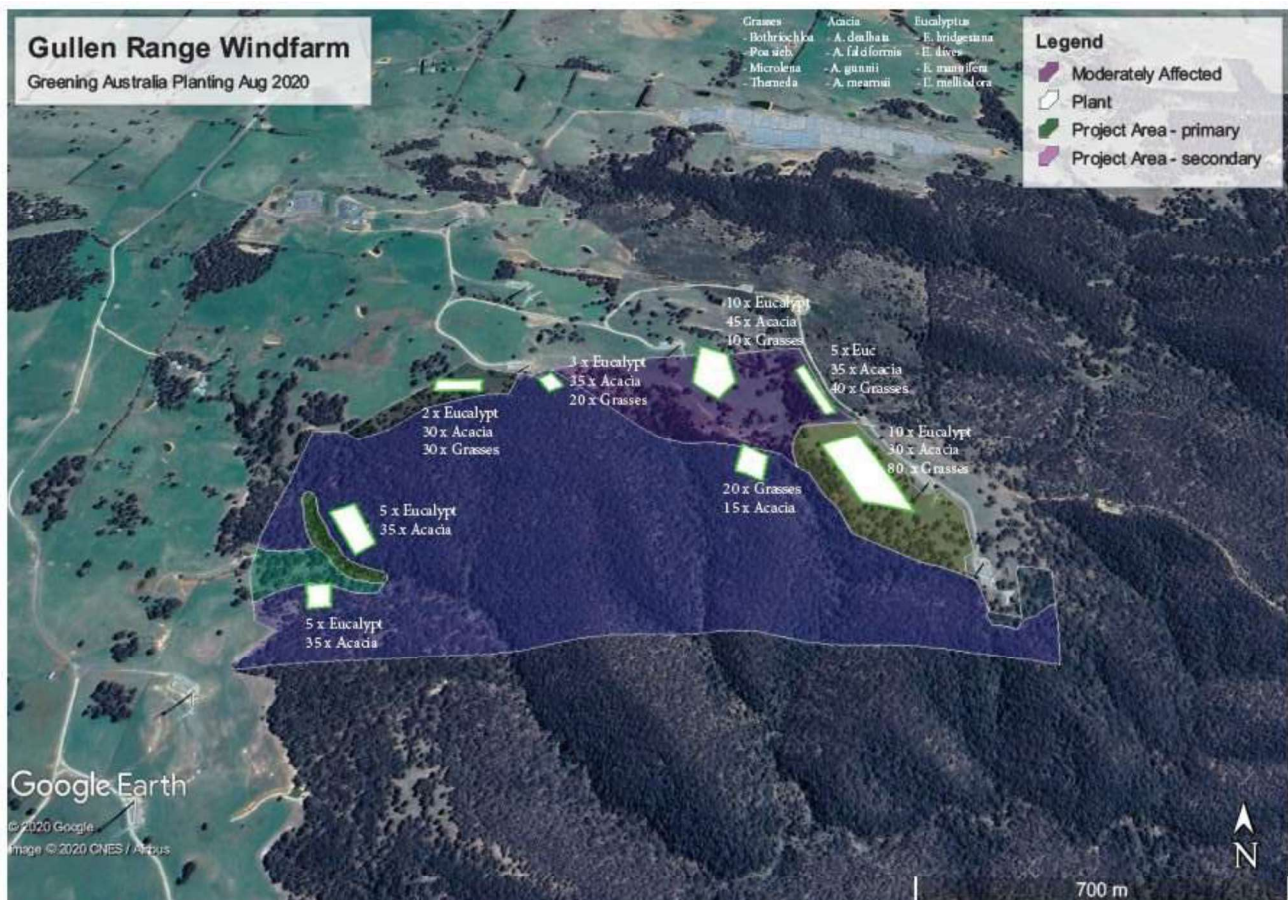 Gullen Range Windfarm
Greening Australia Planting Aug 2020
Grasses
- Bothriochloa
- Poa sieb
- Microlena
- Themeda
Acacia
- A. dealbata
- A. falciformis
- A. gunnii
- A. mearnsii
Eucalyptus
- E. bridgesiana
- E. dives
- E. mannifera
- E. melliodora
Legend
Moderately Affected
Plant
Project Area - primary
Project Area - secondary
10 x Eucalypt
45 x Acacia
10 x Grasses
5 x Euc
35 x Acacia
40 x Grasses
3 x Eucalypt
35 x Acacia
20 x Grasses
2 x Eucalypt
30 x Acacia
30 x Grasses
10 x Eucalypt
30 x Acacia
80 x Grasses
20 x Grasses
15 x Acacia
5 x Eucalypt
35 x Acacia
5 x Eucalypt
35 x Acacia
Google Earth
© 2020 Google
Image © 2020 CNES / Airbus
N
700 m